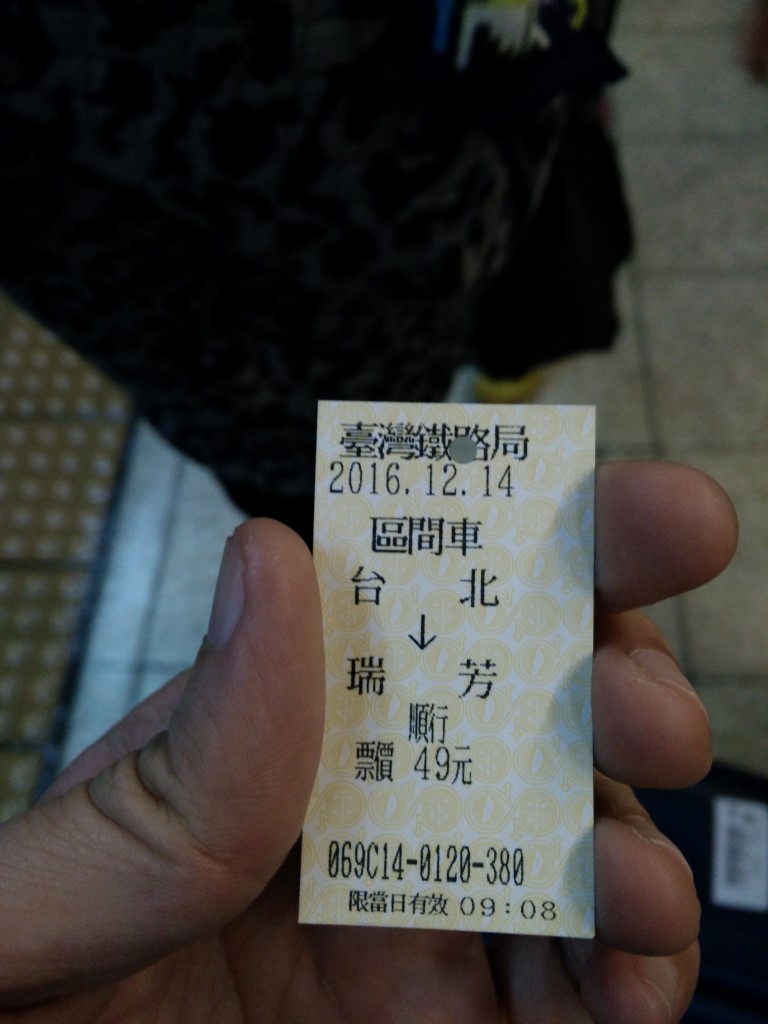 臺灣鐵路局
2016.12.14
區間車
台 北
↓
瑞 芳
順行
票價 49元
069C14-0120-380
限當日有效 09:08